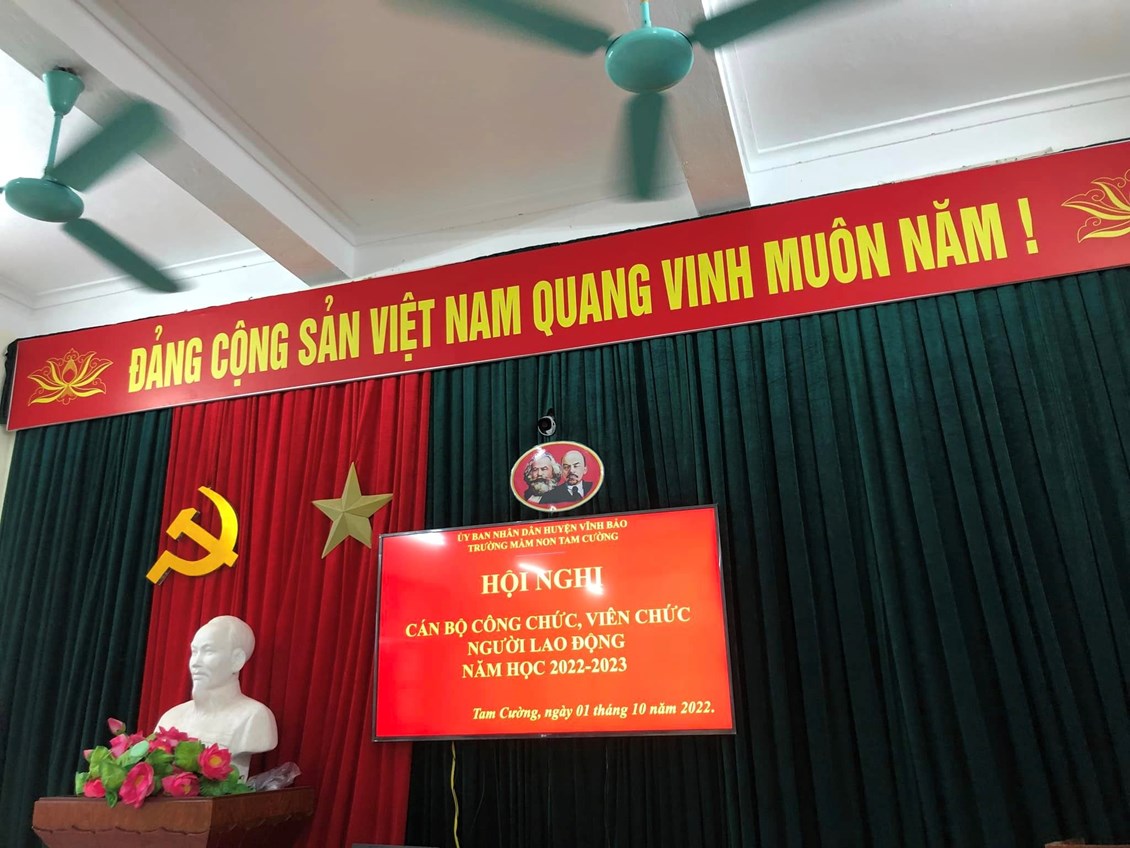 ĐẢNG CỘNG SẢN VIỆT NAM QUANG VINH MUÔN NĂM !
ỦY BAN NHÂN DÂN HUYỆN VĨNH BẢO
TRƯỜNG MẦM NON TAM CƯỜNG
HỘI NGHỊ
CÁN BỘ CÔNG CHỨC, VIÊN CHỨC
NGƯỜI LAO ĐỘNG
NĂM HỌC 2022-2023
Tam Cường, ngày 01 tháng 10 năm 2022.